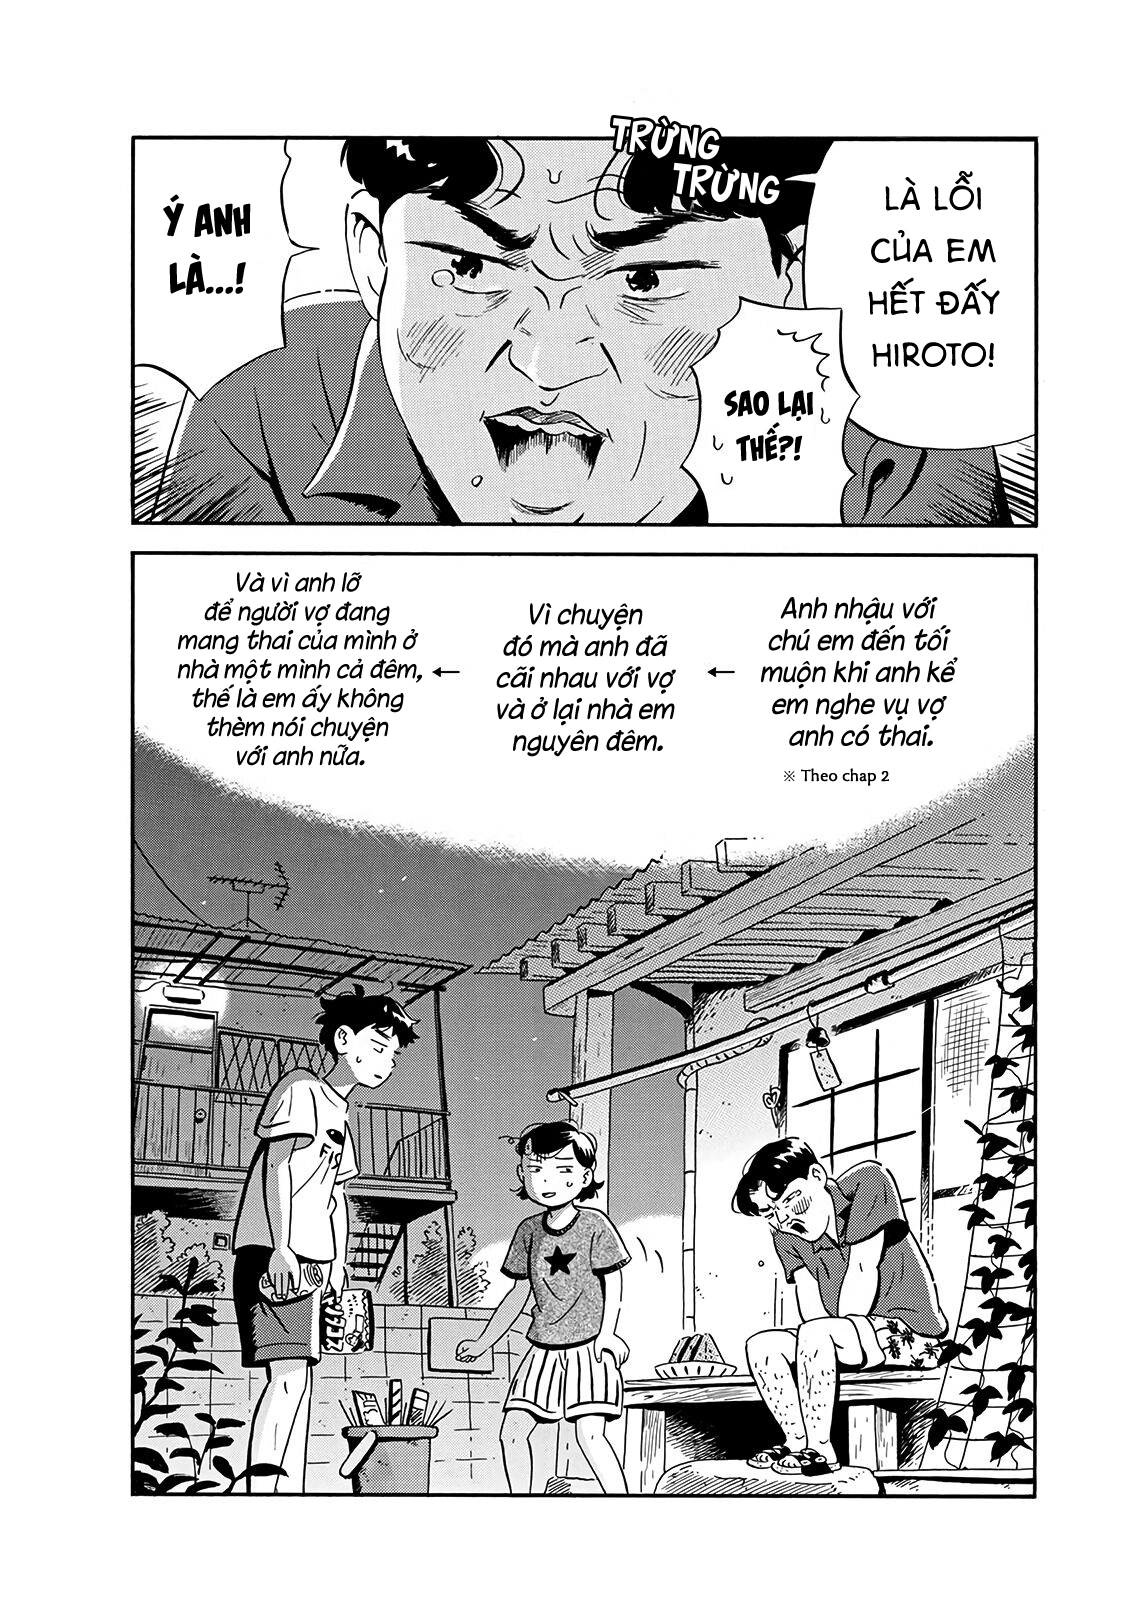 LÀ LỖI
CỦA EM
HẾT ĐẤY
HIROTO!
TRỪNG
TRỪNG
SAO LẠI
THẾ?!
Ý ANH
LÀ...!
Anh nhậu với
chú em đến tối
muộn khi anh kể
em nghe vụ vợ
anh có thai.
※ Theo chap 2
←
Vì chuyện
đó mà anh đã
cãi nhau với vợ
và ở lại nhà em
nguyên đêm.
←
Và vì anh lỡ
để người vợ đang
mang thai của mình ở
nhà một mình cả đêm,
thế là em ấy không
thèm nói chuyện
với anh nữa.